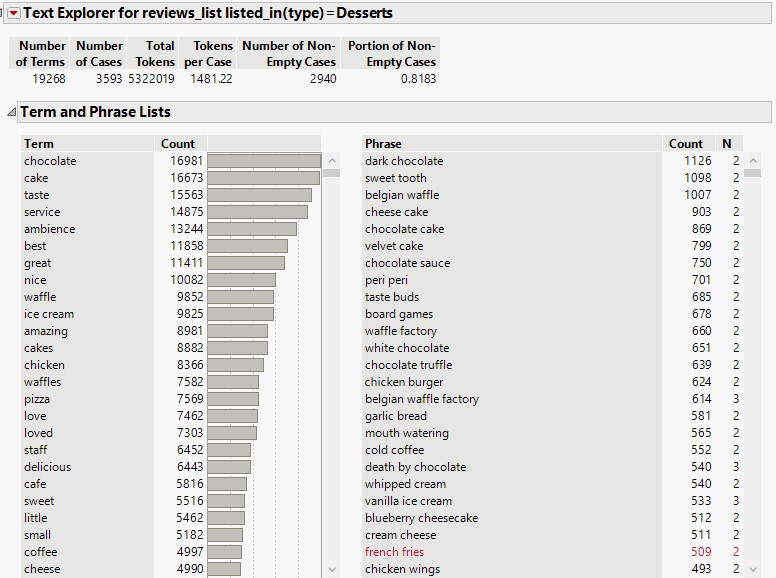 Text Explorer for reviews_list listed_in(type)=Desserts
Number of Terms Number of Cases Total Tokens Tokens per Case Number of Non-Empty Cases Portion of Non-Empty Cases
19268 3593 5322019 1481.22 2940 0.8183
Term and Phrase Lists
Term Count
chocolate 16981
cake 16673
taste 15563
service 14875
ambience 13244
best 11858
great 11411
nice 10082
waffle 9852
ice cream 9825
amazing 8981
cakes 8882
chicken 8366
waffles 7582
pizza 7569
love 7462
loved 7303
staff 6452
delicious 6443
cafe 5816
sweet 5516
little 5462
small 5182
coffee 4997
cheese 4990
Phrase Count N
dark chocolate 1126 2
sweet tooth 1098 2
belgian waffle 1007 2
cheese cake 903 2
chocolate cake 869 2
velvet cake 799 2
chocolate sauce 750 2
peri peri 701 2
taste buds 685 2
board games 678 2
waffle factory 660 2
white chocolate 651 2
chocolate truffle 639 2
chicken burger 624 2
belgian waffle factory 614 3
garlic bread 581 2
mouth watering 565 2
cold coffee 552 2
death by chocolate 540 3
whipped cream 540 2
vanilla ice cream 533 3
blueberry cheesecake 512 2
cream cheese 511 2
french fries 509 2
chicken wings 493 2